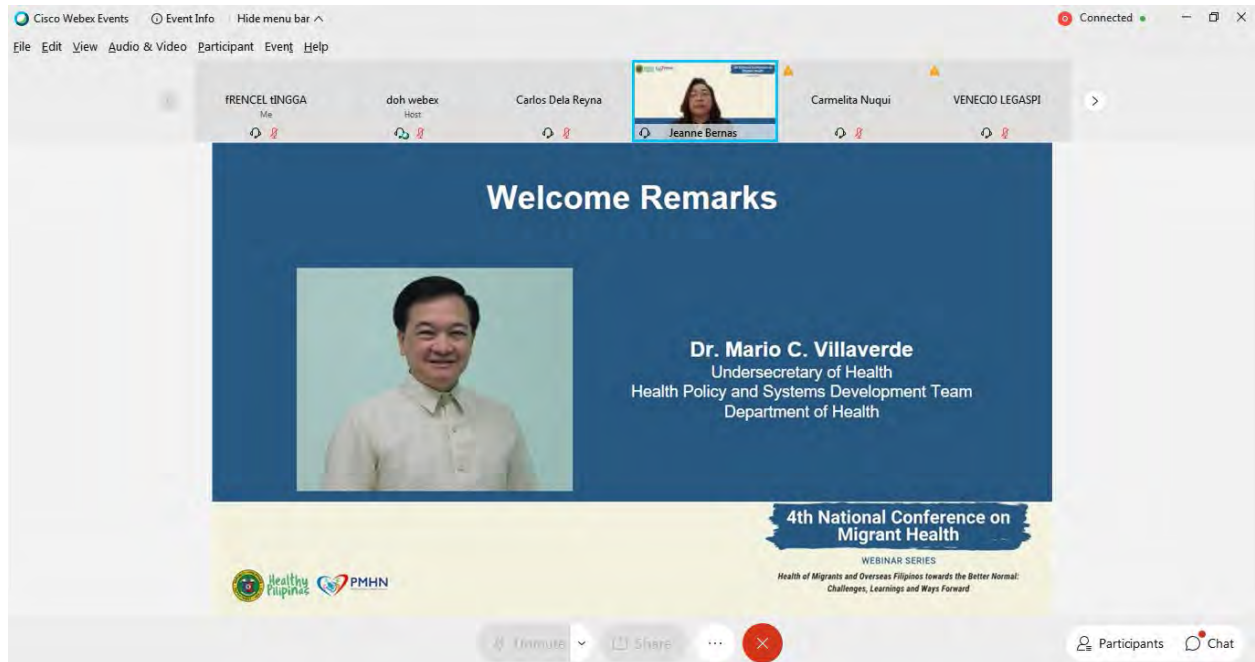 Cisco Webex Events
Event Info
Hide menu bar
Connected
File Edit View Audio & Video Participant Event Help
fRENCEL tINGGA
Me
doh webex
Host
Carlos Dela Reyna
Jeanne Bernas
Carmelita Nuqui
VENECIO LEGASPI
Welcome Remarks
Dr. Mario C. Villaverde
Undersecretary of Health
Health Policy and Systems Development Team
Department of Health
4th National Conference on
Migrant Health
WEBINAR SERIES
Health of Migrants and Overseas Filipinos towards the Better Normal:
Challenges, Learnings and Ways Forward
Healthy
Pilipinas
PMHN
Unmute
Share
Participants
Chat